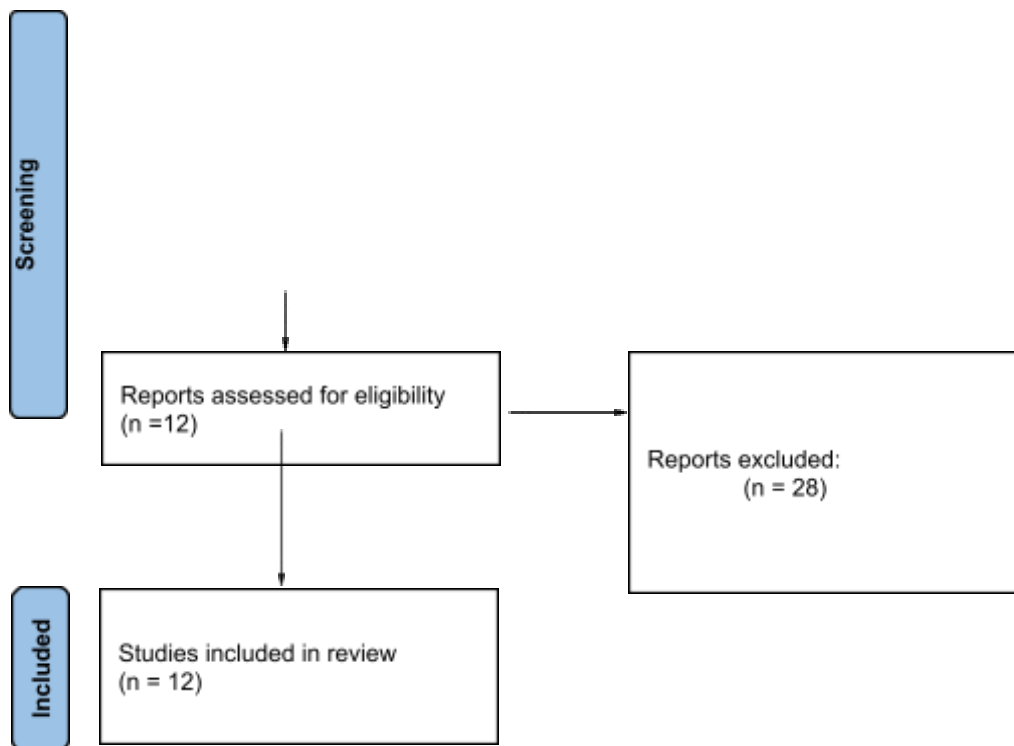 Screening
Reports assessed for eligibility
(n =12)
Reports excluded:
(n = 28)
Included
Studies included in review
(n = 12)